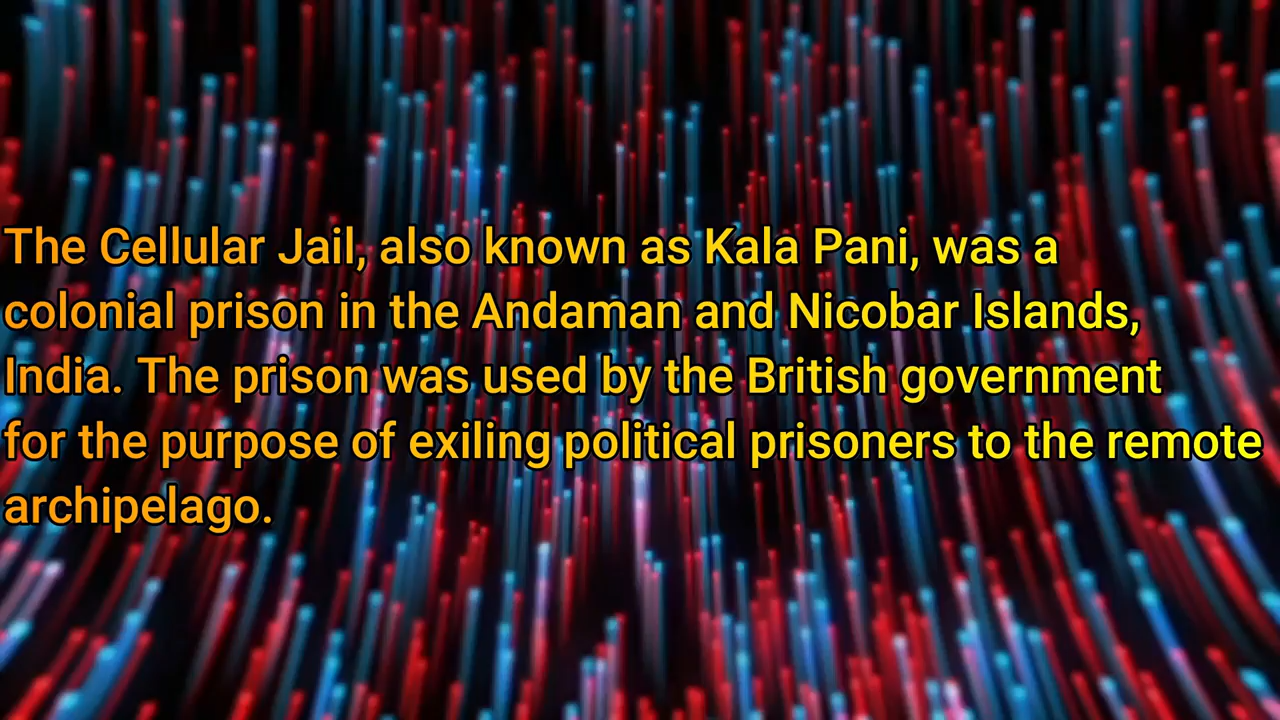 The Cellular Jail, also known as Kala Pani, was a
colonial prison in the Andaman and Nicobar Islands,
India. The prison was used by the British government
for the purpose of exiling political prisoners to the remote
archipelago.